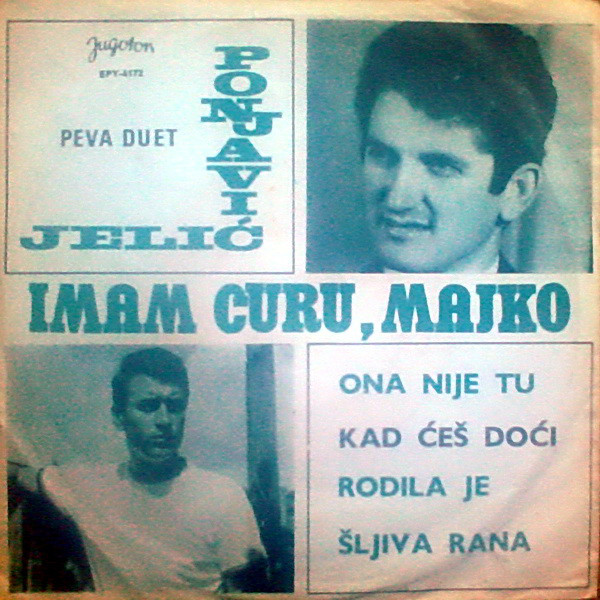 Jugoton
EPY-4172
PEVA DUET
PONJAVIĆ
JELIĆ
IMAM CURU, MAJKO
ONA NIJE TU
KAD ĆEŠ DOĆI
RODILA JE
ŠLJIVA RANA